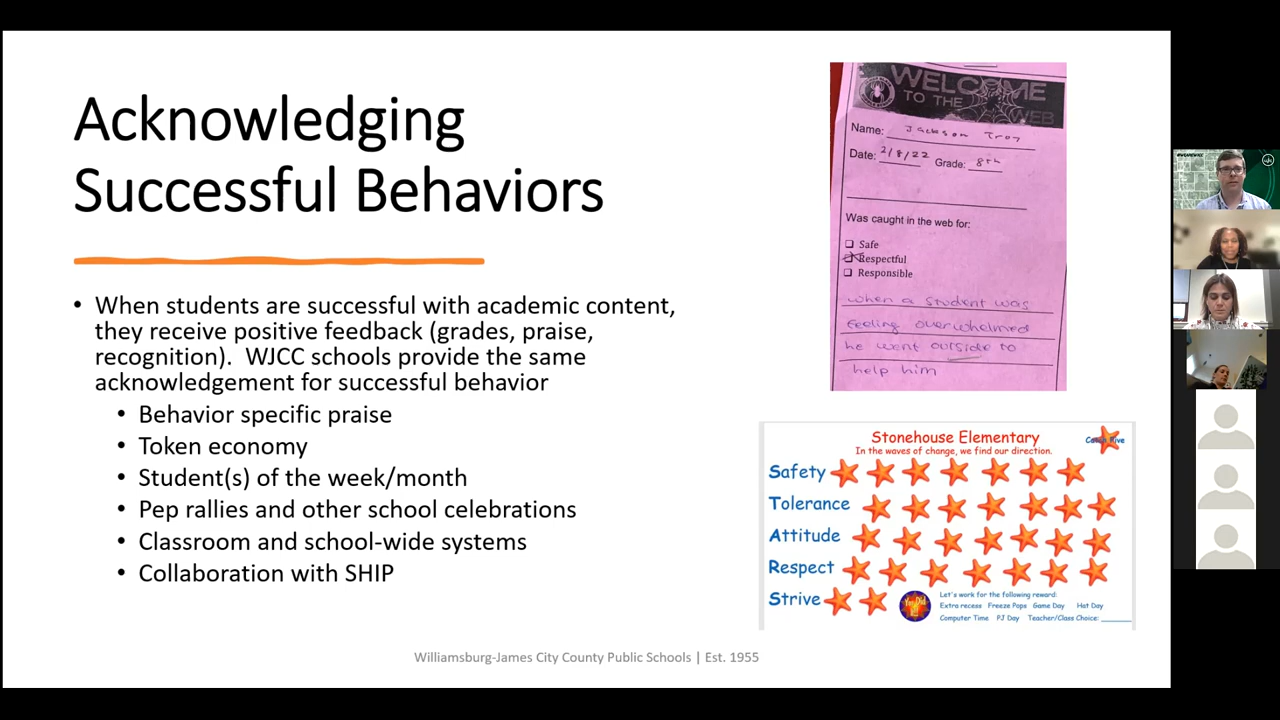 Acknowledging
Successful Behaviors
• When students are successful with academic content,
they receive positive feedback (grades, praise,
recognition).  WJCC schools provide the same
acknowledgement for successful behavior
• Behavior specific praise
• Token economy
• Student(s) of the week/month
• Pep rallies and other school celebrations
• Classroom and school-wide systems
• Collaboration with SHIP
WELCOME
TO THE WEB
Name: Jackson Troy
Date: 2/8/22 Grade: 8th
Was caught in the web for:
Safe
Respectful
Responsible
when a student was
feeling overwhelmed
he went outside to
help him
Stonehouse Elementary
In the waves of change, we find our direction.
Safety
Tolerance
Attitude
Respect
Strive
You Did It!
Let's work for the following reward:
Extra recess Freeze Pops Game Day Hat Day
Computer Time PJ Day Teacher/Class Choice:
Williamsburg-James City County Public Schools | Est. 1955